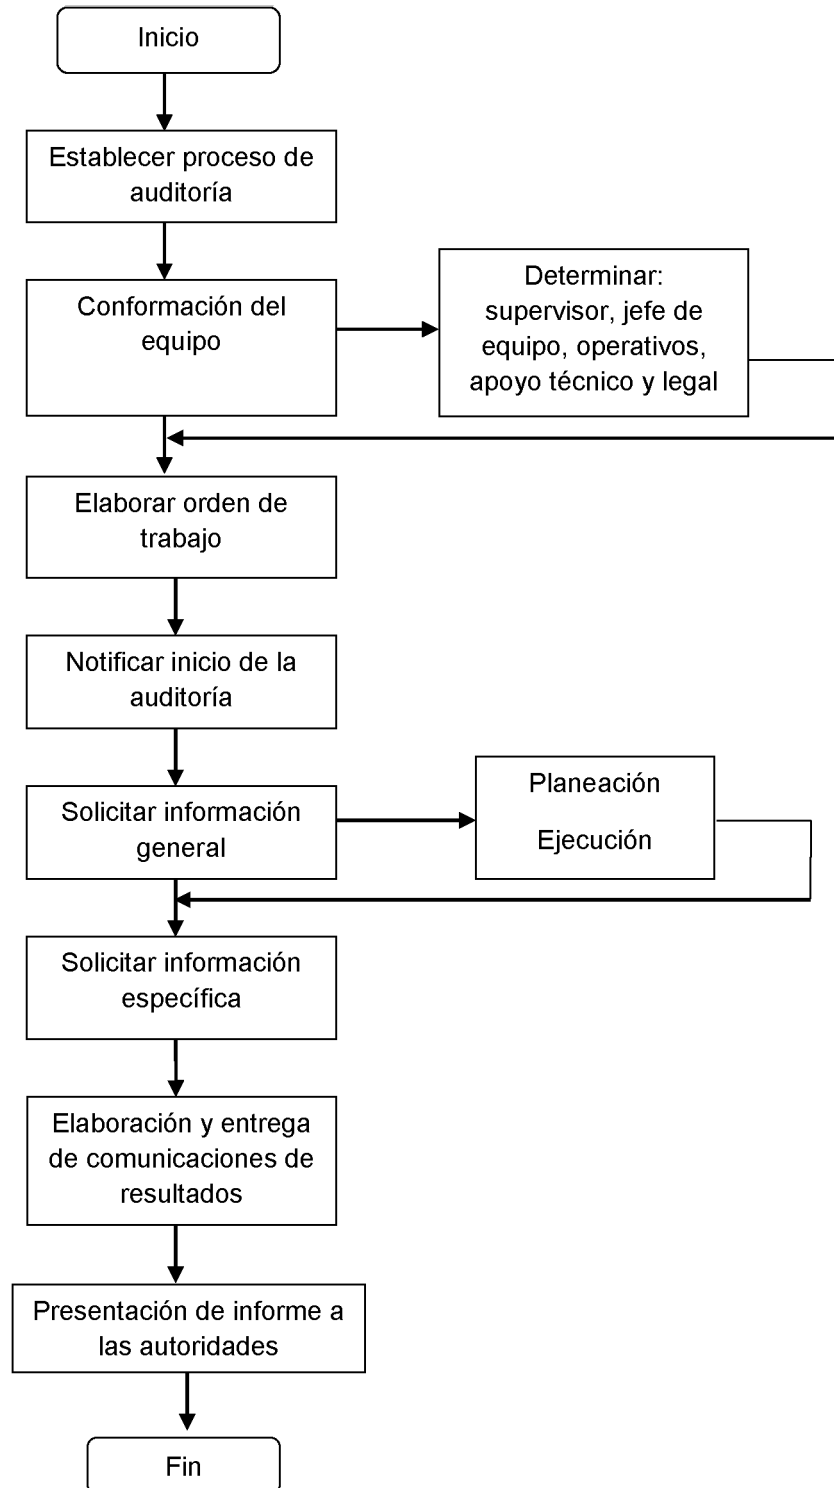 Inicio
Establecer proceso de
auditoría
Conformación del
equipo
Determinar:
supervisor, jefe de
equipo, operativos,
apoyo técnico y legal
Elaborar orden de
trabajo
Notificar inicio de la
auditoría
Solicitar información
general
Planeación
Ejecución
Solicitar información
específica
Elaboración y entrega
de comunicaciones de
resultados
Presentación de informe a
las autoridades
Fin